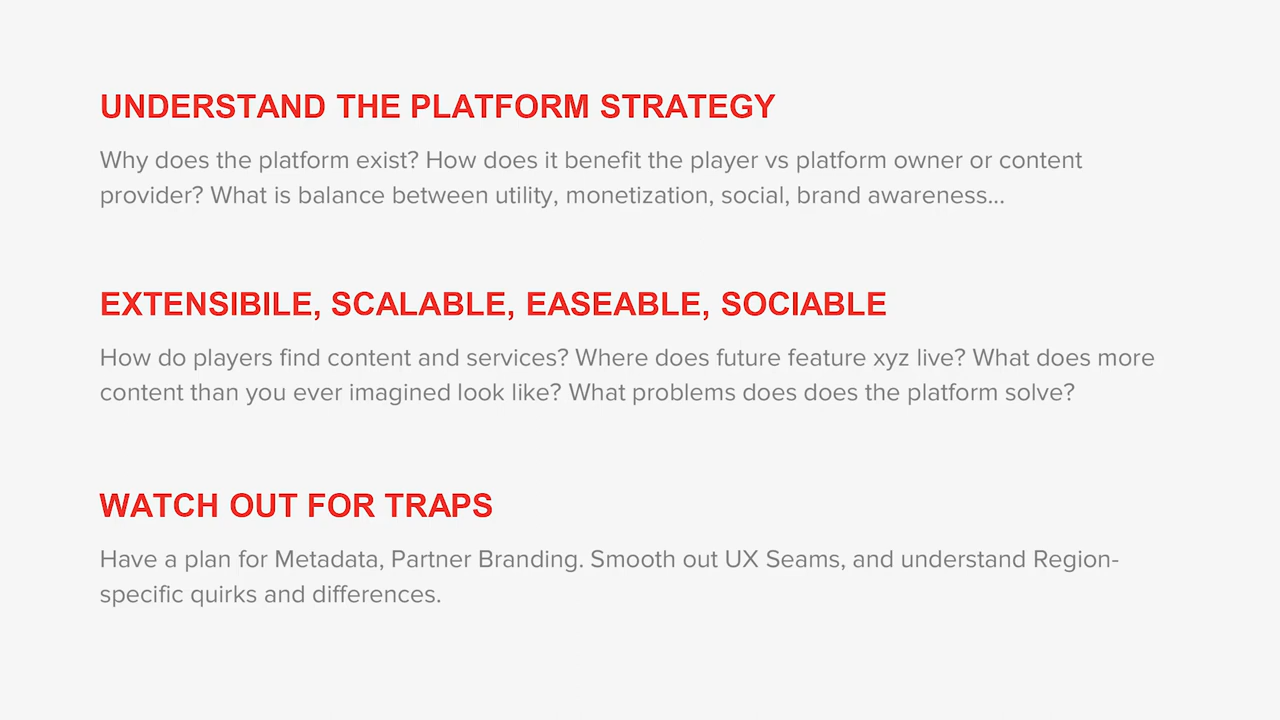 UNDERSTAND THE PLATFORM STRATEGY
Why does the platform exist? How does it benefit the player vs platform owner or content
provider? What is balance between utility, monetization, social, brand awareness...
EXTENSIBILE, SCALABLE, EASEABLE, SOCIABLE
How do players find content and services? Where does future feature xyz live? What does more
content than you ever imagined look like? What problems does does the platform solve?
WATCH OUT FOR TRAPS
Have a plan for Metadata, Partner Branding. Smooth out UX Seams, and understand Region-
specific quirks and differences.